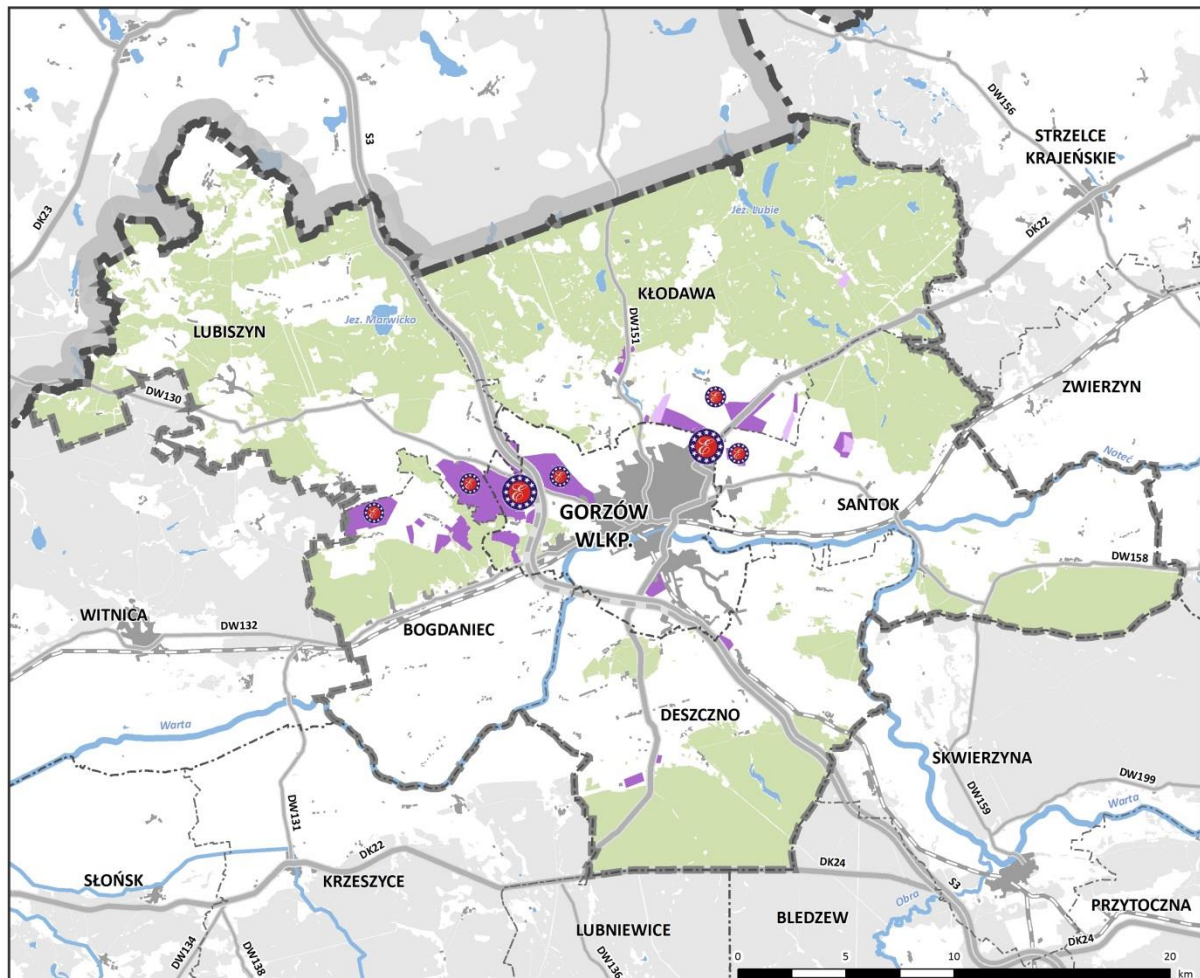 DW156
STRZELCE
KRAJEŃSKIE
S3
DK23
DK22
Jez. Lubie
KŁODAWA
Jez. Marwicko
LUBISZYN
DW151
ZWIERZYN
DW130
Noteć
E
E
E
E
E
E
E
GORZÓW
WLKP.
SANTOK
DW158
WITNICA
DW132
BOGDANIEC
DESZCZNO
Warta
SKWIERZYNA
DW199
DW159
Warta
DW131
DK22
SŁOŃSK
KRZESZYCE
DK24
S3
Obra
PRZYTOCZNA
LUBNIEWICE
BLEDZEW
DK24
DW134
DW138
DW136
0 5 10 20
km